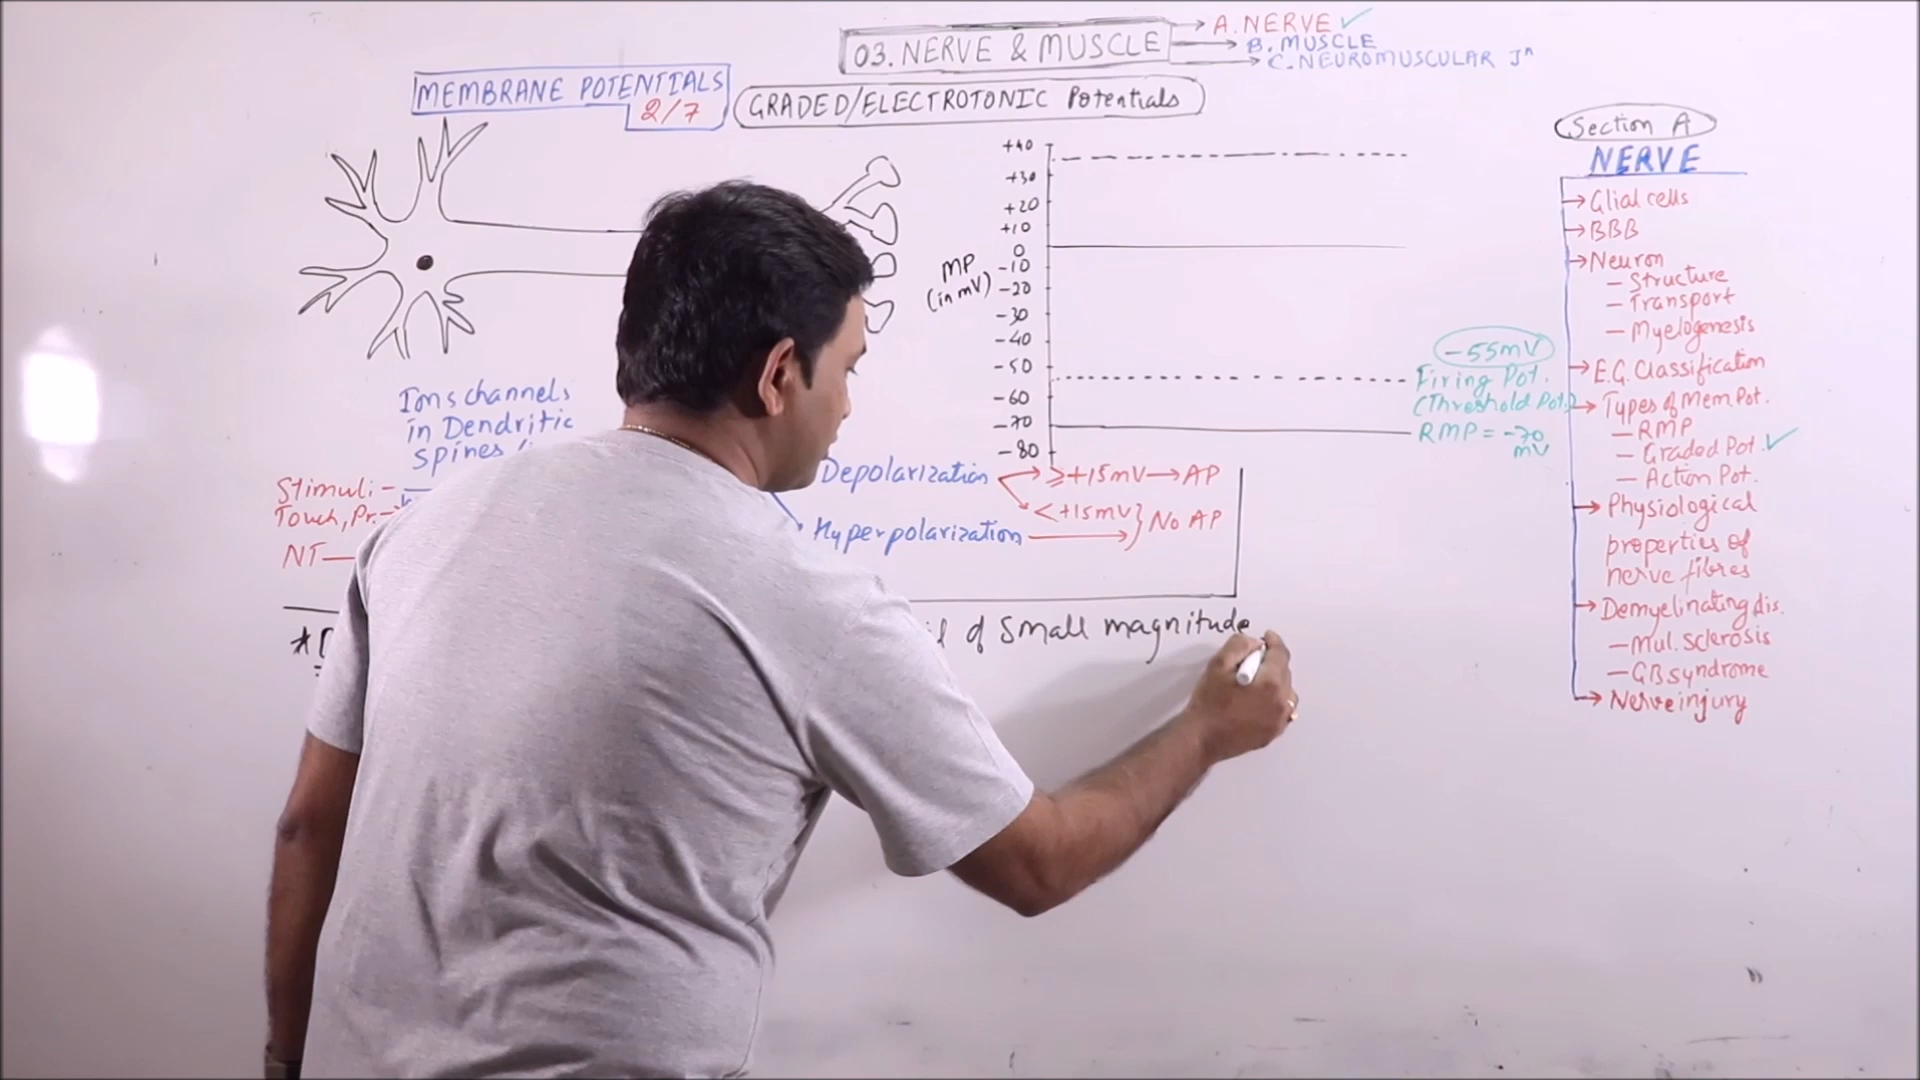 03. NERVE & MUSCLE
A. NERVE ✓
B. MUSCLE
C. NEUROMUSCULAR Jⁿ
MEMBRANE POTENTIALS
2/7
GRADED/ELECTROTONIC Potentials
+40
+30
+20
+10
0
-10
-20
-30
-40
-50
-60
-70
-80
MP
(in mV)
-55mV
Firing Pot.
(Threshold Pot.)
RMP = -70
mV
Ions channels
in Dendritic
spines
Stimuli -
Touch, Pr.
NT
Depolarization
≥+15mV → AP
<+15mV} No AP
Hyperpolarization
of Small magnitude
Section A
NERVE
→ Glial cells
→ BBB
→ Neuron
- Structure
- Transport
- Myelogenesis
→ E.G. Classification
→ Types of Mem Pot.
- RMP
- Graded Pot. ✓
- Action Pot.
→ Physiological
properties of
nerve fibres
→ Demyelinating dis.
- Mul. sclerosis
- GB syndrome
→ Nerve injury